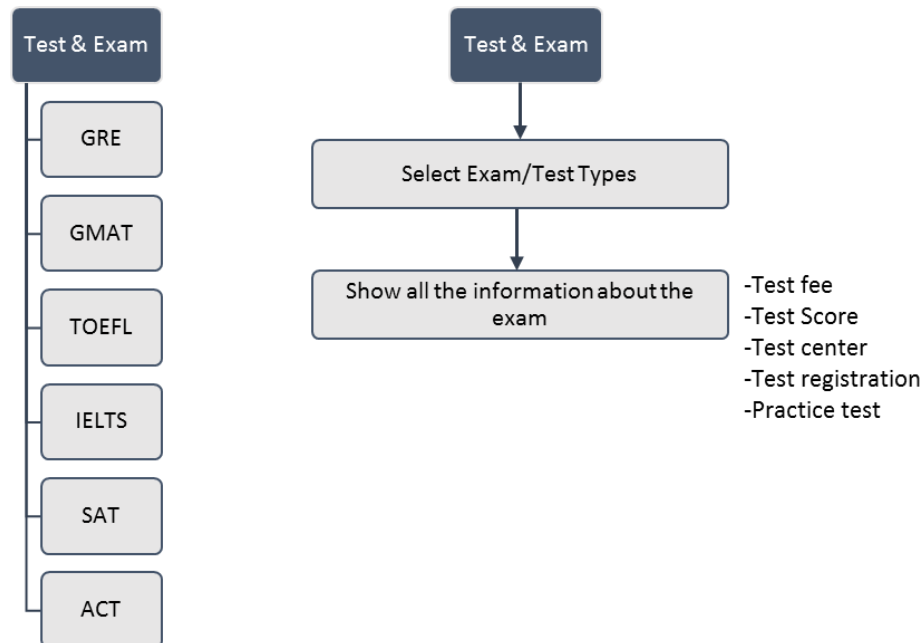 Test & Exam
GRE
GMAT
TOEFL
IELTS
SAT
ACT
Test & Exam
Select Exam/Test Types
Show all the information about the
exam
-Test fee
-Test Score
-Test center
-Test registration
-Practice test